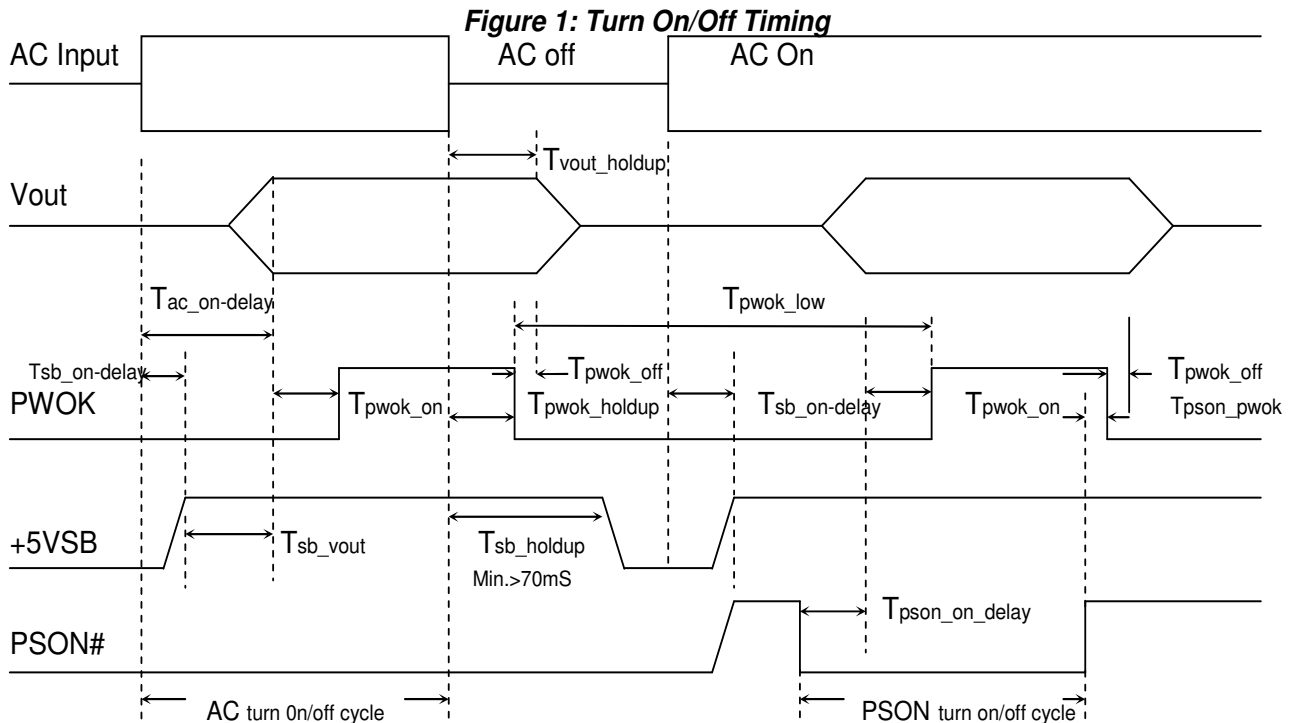 Figure 1: Turn On/Off Timing
AC Input
AC off
AC On
Tvout_holdup
Vout
Tac_on-delay
Tpwok_low
Tsb_on-delay
Tpwok_off
Tpwok_off
PWOK
Tpwok_on
Tpwok_holdup
Tsb_on-delay
Tpwok_on
Tpson_pwok
+5VSB
Tsb_vout
Tsb_holdup
Min.>70mS
Tpson_on_delay
PSON#
AC turn 0n/off cycle
PSON turn on/off cycle